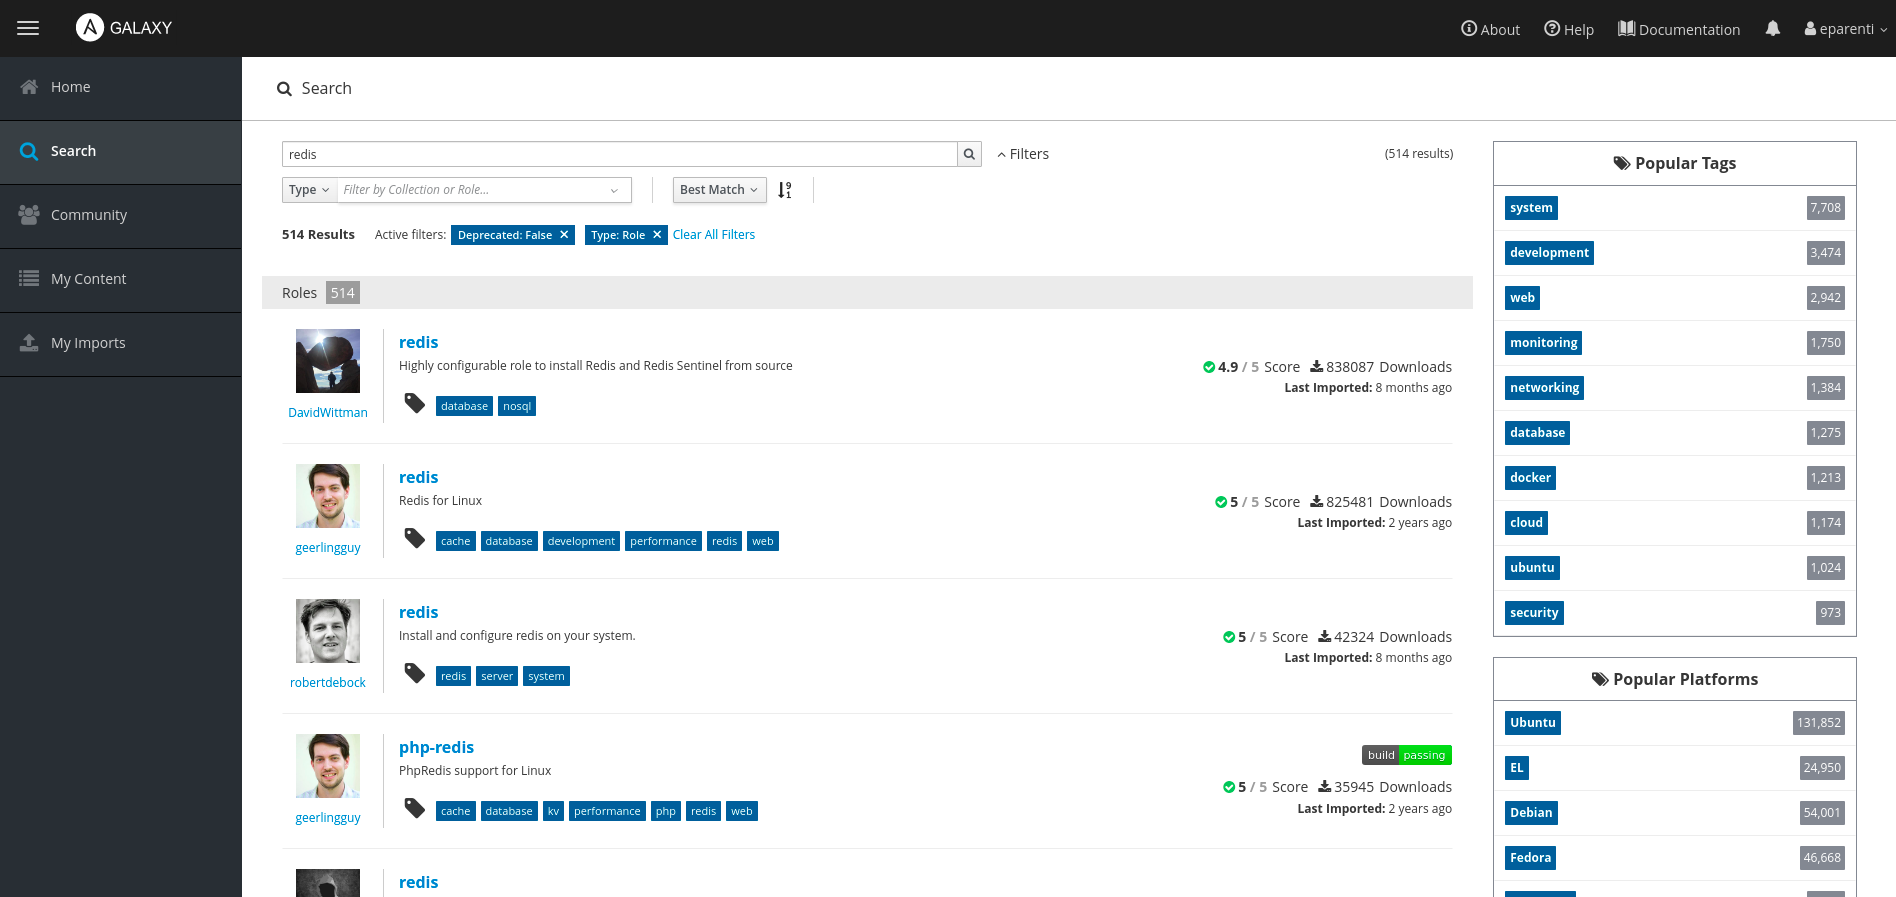 GALAXY
About
Help
Documentation
eparenti
Home
Search
Community
My Content
My Imports
Search
redis
Filters
(514 results)
Type
Filter by Collection or Role...
Best Match
514 Results
Active filters:
Deprecated: False ✕
Type: Role ✕
Clear All Filters
Roles 514
redis
Highly configurable role to install Redis and Redis Sentinel from source
4.9 / 5 Score 838087 Downloads
Last Imported: 8 months ago
DavidWittman
database nosql
redis
Redis for Linux
5 / 5 Score 825481 Downloads
Last Imported: 2 years ago
geerlingguy
cache database development performance redis web
redis
Install and configure redis on your system.
5 / 5 Score 42324 Downloads
Last Imported: 8 months ago
robertdebock
redis server system
php-redis
PhpRedis support for Linux
build passing
5 / 5 Score 35945 Downloads
Last Imported: 2 years ago
geerlingguy
cache database kv performance php redis web
redis
Popular Tags
system 7,708
development 3,474
web 2,942
monitoring 1,750
networking 1,384
database 1,275
docker 1,213
cloud 1,174
ubuntu 1,024
security 973
Popular Platforms
Ubuntu 131,852
EL 24,950
Debian 54,001
Fedora 46,668